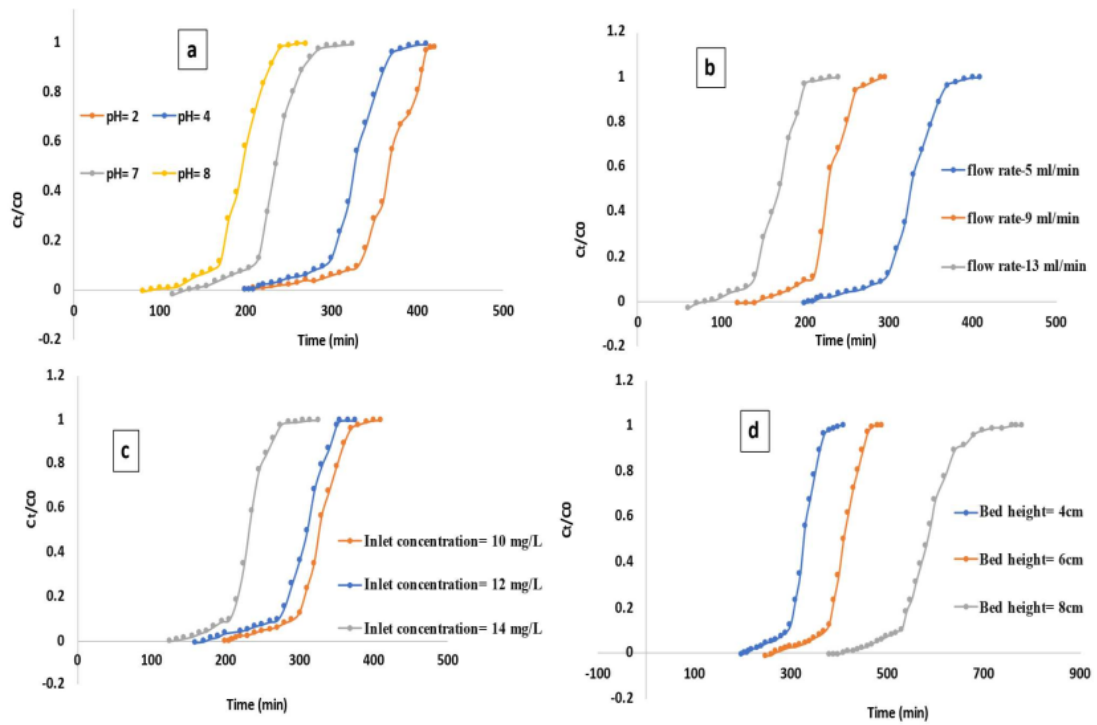 a
1
0.8
0.6
0.4
0.2
0
-0.2
Ct/C0
pH= 2
pH= 4
pH= 7
pH= 8
0
100
200
300
400
500
Time (min)
b
1.2
1
0.8
0.6
0.4
0.2
0
-0.2
Ct/C0
flow rate-5 ml/min
flow rate-9 ml/min
flow rate-13 ml/min
0
100
200
300
400
500
Time (min)
c
1.2
1
0.8
0.6
0.4
0.2
0
-0.2
Ct/C0
Inlet concentration= 10 mg/L
Inlet concentration= 12 mg/L
Inlet concentration= 14 mg/L
0
100
200
300
400
500
Time (min)
d
1.2
1
0.8
0.6
0.4
0.2
0
-0.2
Ct/C0
Bed height= 4cm
Bed height= 6cm
Bed height= 8cm
-100
100
300
500
700
900
Time (min)